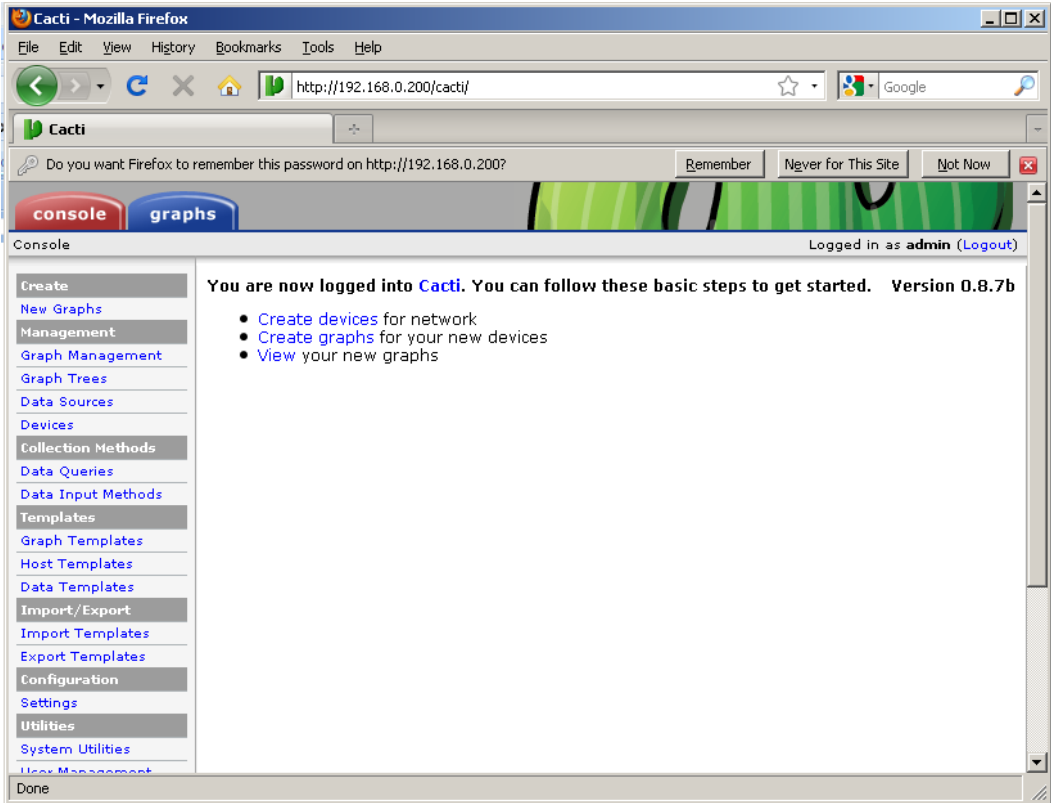 Cacti - Mozilla Firefox
File Edit View History Bookmarks Tools Help
http://192.168.0.200/cacti/ Google
Cacti
Do you want Firefox to remember this password on http://192.168.0.200? Remember Never for This Site Not Now
console graphs
Console Logged in as admin (Logout)
Create
New Graphs
Management
Graph Management
Graph Trees
Data Sources
Devices
Collection Methods
Data Queries
Data Input Methods
Templates
Graph Templates
Host Templates
Data Templates
Import/Export
Import Templates
Export Templates
Configuration
Settings
Utilities
System Utilities
User Management
You are now logged into Cacti. You can follow these basic steps to get started. Version 0.8.7b
• Create devices for network
• Create graphs for your new devices
• View your new graphs
Done